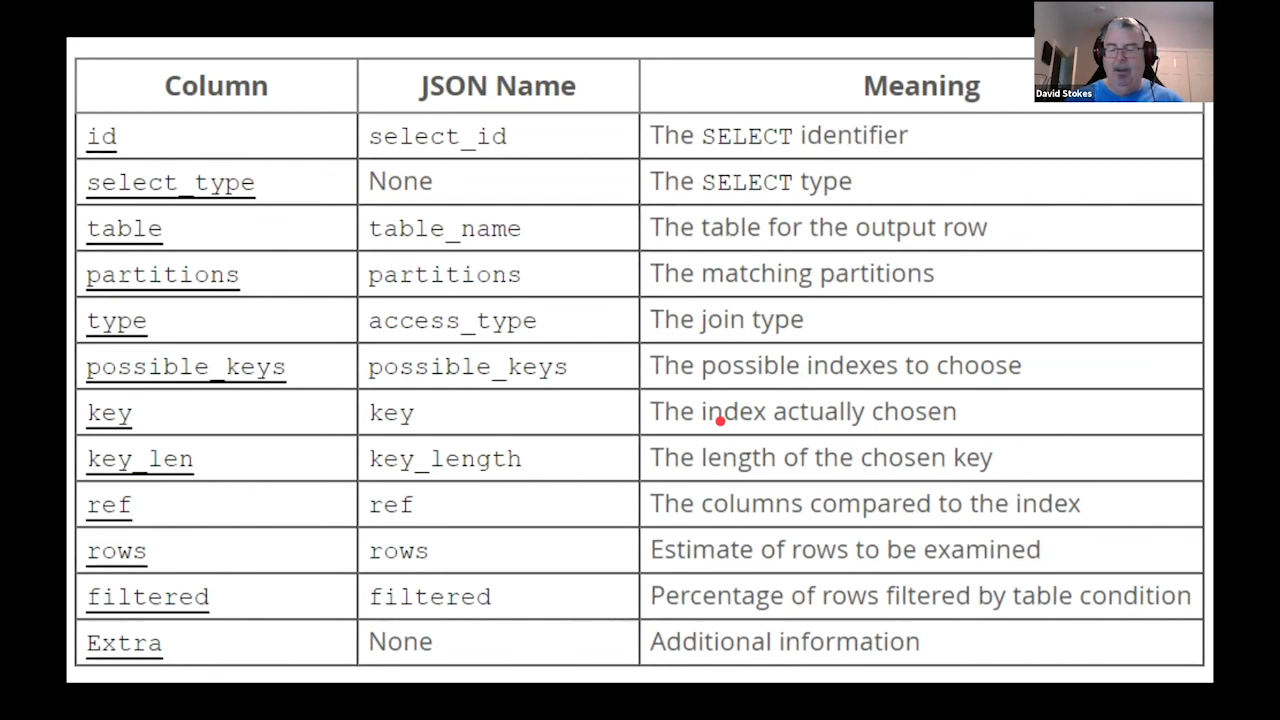 Column JSON Name Meaning
David Stokes
id select_id The SELECT identifier
select_type None The SELECT type
table table_name The table for the output row
partitions partitions The matching partitions
type access_type The join type
possible_keys possible_keys The possible indexes to choose
key key The index actually chosen
key_len key_length The length of the chosen key
ref ref The columns compared to the index
rows rows Estimate of rows to be examined
filtered filtered Percentage of rows filtered by table condition
Extra None Additional information